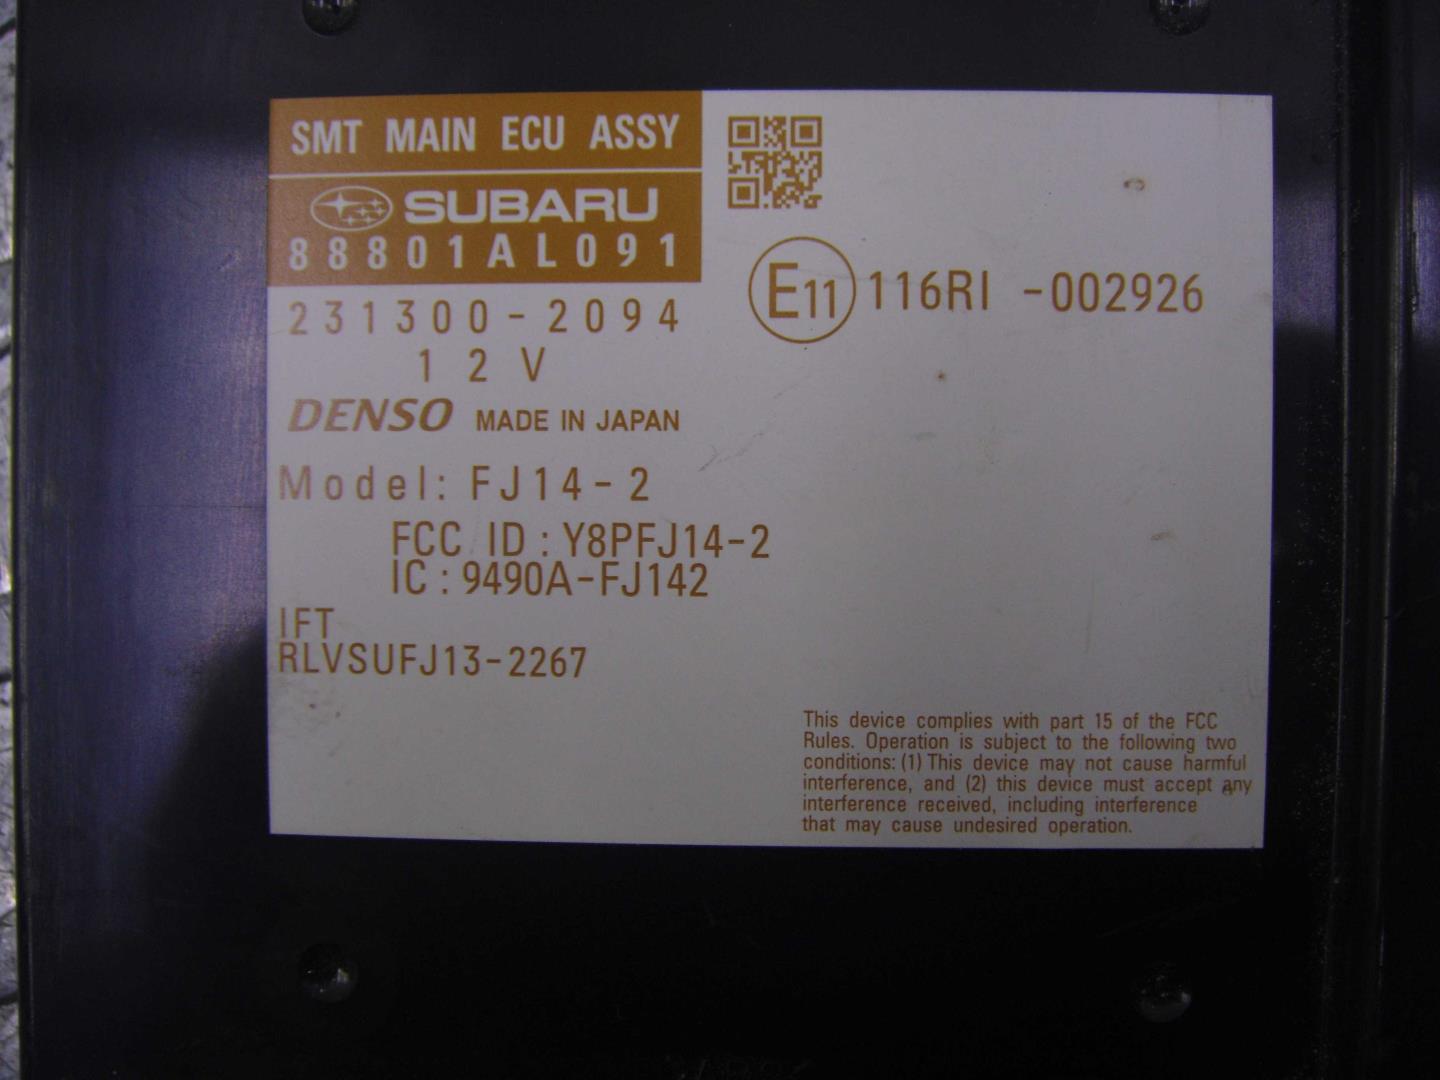 SMT MAIN ECU ASSY
SUBARU
88801AL091
231300-2094
12V
DENSO MADE IN JAPAN
Model: FJ14-2
FCC ID : Y8PFJ14-2
IC : 9490A-FJ142
IFT
RLVSUFJ13-2267
E11 116RI -002926
This device complies with part 15 of the FCC
Rules. Operation is subject to the following two
conditions: (1) This device may not cause harmful
interference, and (2) this device must accept any
interference received, including interference
that may cause undesired operation.